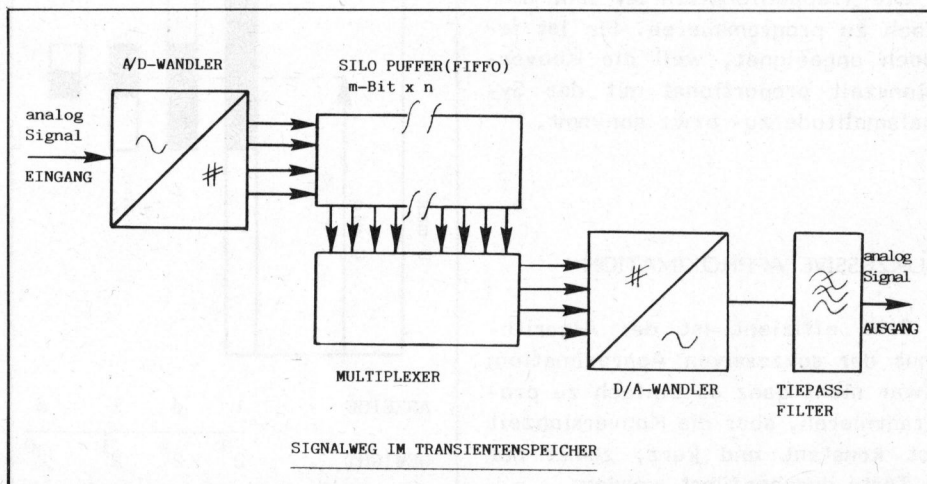 A/D-WANDLER
SILO PUFFER(FIFFO)
m-Bit x n
analog
Signal
EINGANG
#
#
analog
Signal
AUSGANG
MULTIPLEXER
D/A-WANDLER
TIEPASS-
FILTER
SIGNALWEG IM TRANSIENTENSPEICHER